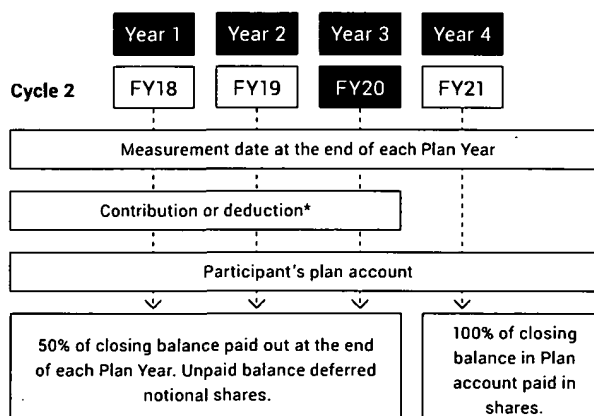 Year 1 Year 2 Year 3 Year 4
Cycle 2 FY18 FY19 FY20 FY21
Measurement date at the end of each Plan Year
Contribution or deduction*
Participant's plan account
50% of closing balance paid out at the end
of each Plan Year. Unpaid balance deferred
notional shares.
100% of closing
balance in Plan
account paid in
shares.